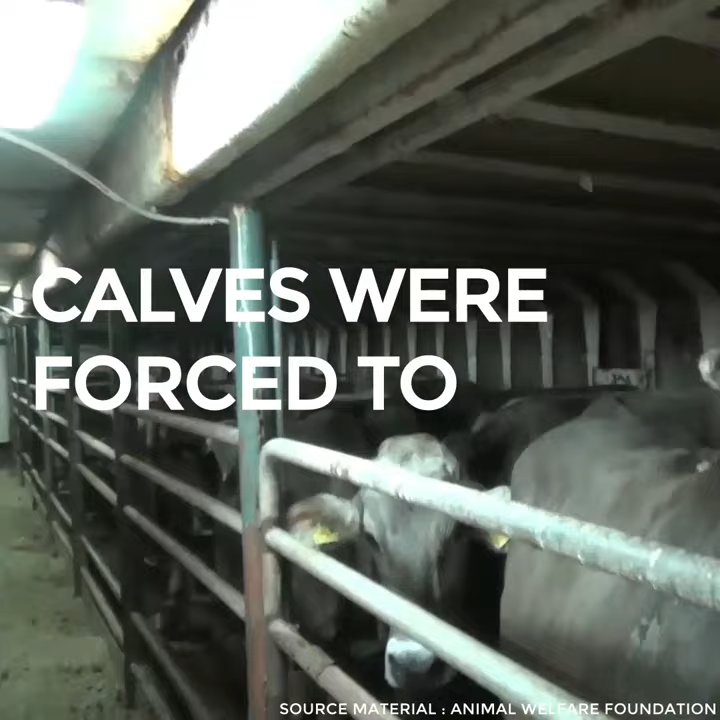 CALVES WERE
FORCED TO
SOURCE MATERIAL : ANIMAL WELFARE FOUNDATION